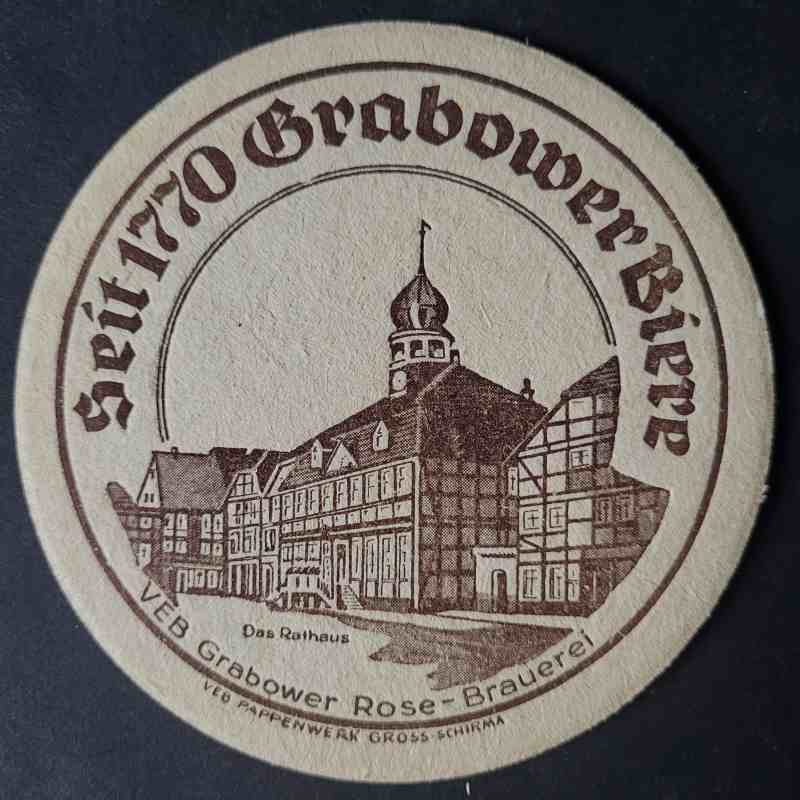 Seit 1770 Grabower Biere
Das Rathaus
VEB Grabower Rose-Brauerei
VEB PAPPENWERK GROSS-SCHIRMA